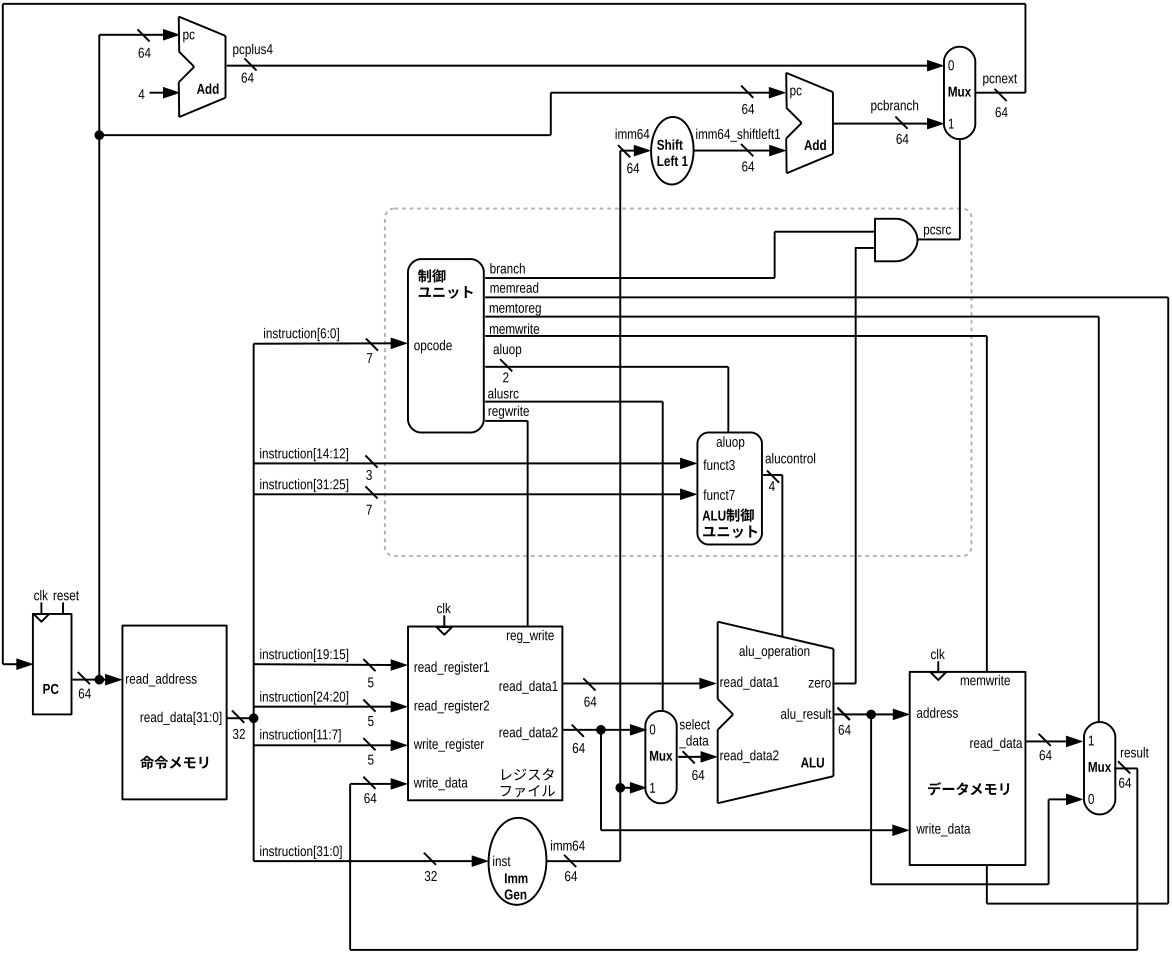 pc
64
4
Add
pcplus4
64
64
pc
Add
pcbranch
64
0
Mux
1
pcnext
64
imm64
64
Shift
Left 1
imm64_shiftleft1
64
pcsrc
制御
ユニット
opcode
branch
memread
memtoreg
memwrite
aluop
2
alusrc
regwrite
instruction[6:0]
7
instruction[14:12]
3
instruction[31:25]
7
aluop
funct3
funct7
ALU制御
ユニット
alucontrol
4
clk
reset
PC
64
read_address
read_data[31:0]
命令メモリ
32
instruction[19:15]
5
instruction[24:20]
5
instruction[11:7]
5
64
instruction[31:0]
32
clk
reg_write
read_register1
read_data1
read_register2
read_data2
write_register
write_data
レジスタ
ファイル
64
64
inst
Imm
Gen
imm64
64
0
Mux
1
select
_data
64
alu_operation
read_data1
zero
alu_result
read_data2
ALU
64
clk
memwrite
address
read_data
データメモリ
write_data
64
1
Mux
0
result
64